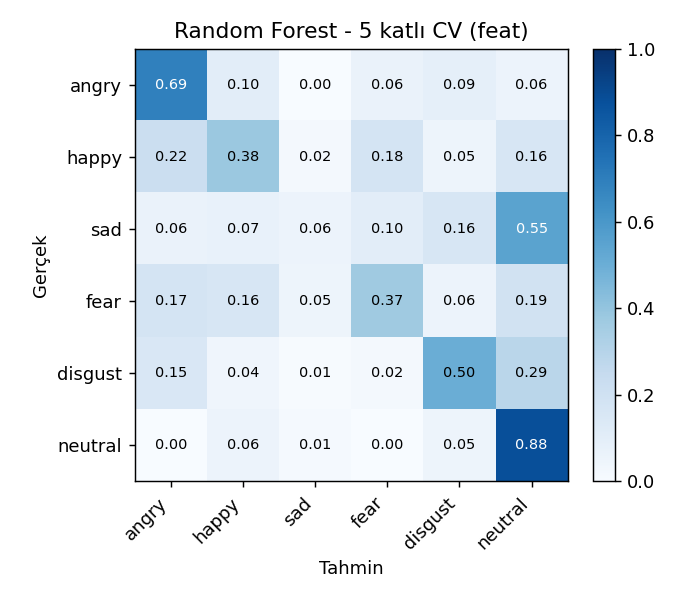 Random Forest - 5 katlı CV (feat)
Gerçek
angry 0.69 0.10 0.00 0.06 0.09 0.06
happy 0.22 0.38 0.02 0.18 0.05 0.16
sad 0.06 0.07 0.06 0.10 0.16 0.55
fear 0.17 0.16 0.05 0.37 0.06 0.19
disgust 0.15 0.04 0.01 0.02 0.50 0.29
neutral 0.00 0.06 0.01 0.00 0.05 0.88
angry happy sad fear disgust neutral
Tahmin
1.0
0.8
0.6
0.4
0.2
0.0